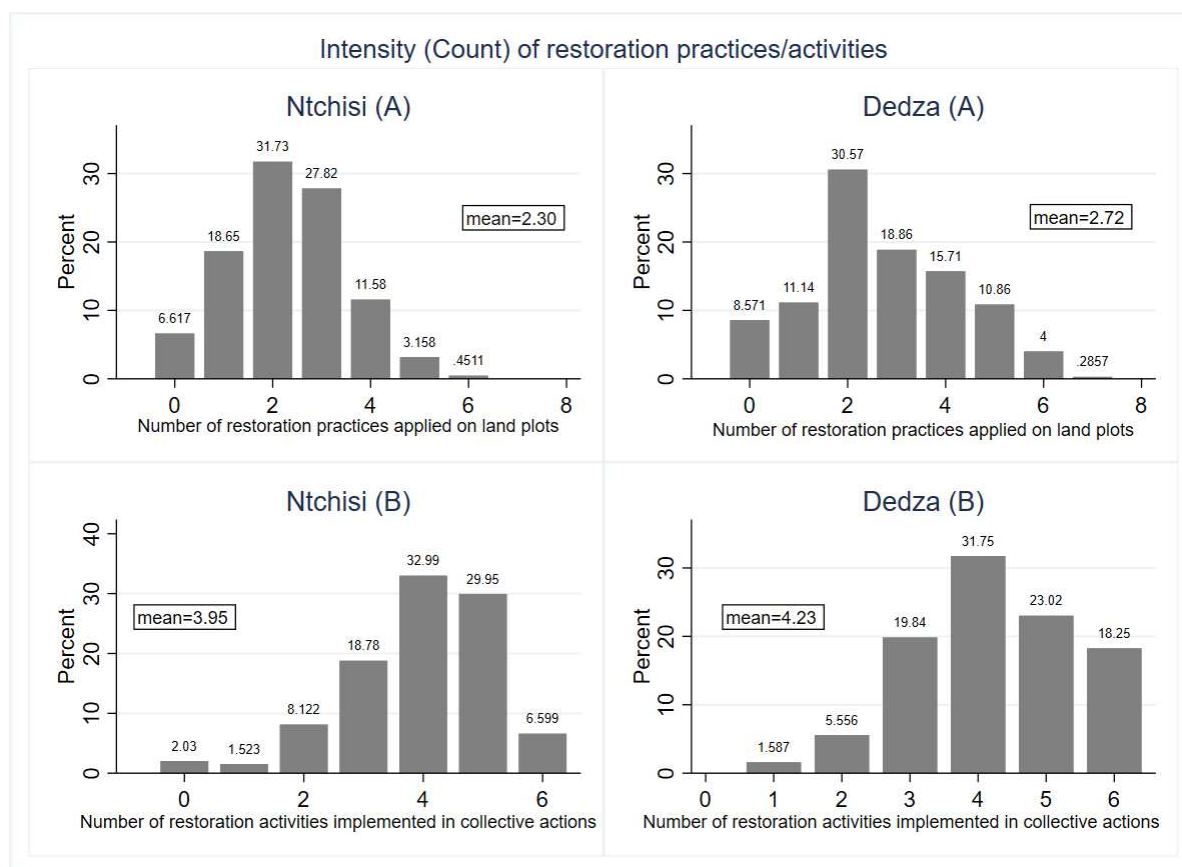 Intensity (Count) of restoration practices/activities
Ntchisi (A)
Percent
0
10
20
30
6.617
18.65
31.73
27.82
11.58
3.158
.4511
mean=2.30
0 2 4 6 8
Number of restoration practices applied on land plots
Dedza (A)
Percent
0
10
20
30
8.571
11.14
30.57
18.86
15.71
10.86
4
.2857
mean=2.72
0 2 4 6 8
Number of restoration practices applied on land plots
Ntchisi (B)
Percent
0
10
20
30
40
2.03
1.523
8.122
18.78
32.99
29.95
6.599
mean=3.95
0 2 4 6
Number of restoration activities implemented in collective actions
Dedza (B)
Percent
0
10
20
30
1.587
5.556
19.84
31.75
23.02
18.25
mean=4.23
0 1 2 3 4 5 6
Number of restoration activities implemented in collective actions